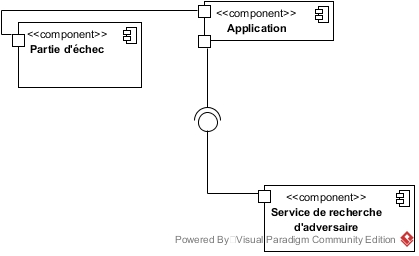 <<component>>
Application
<<component>>
Partie d'échec
<<component>>
Service de recherche
d'adversaire
Powered By Visual Paradigm Community Edition